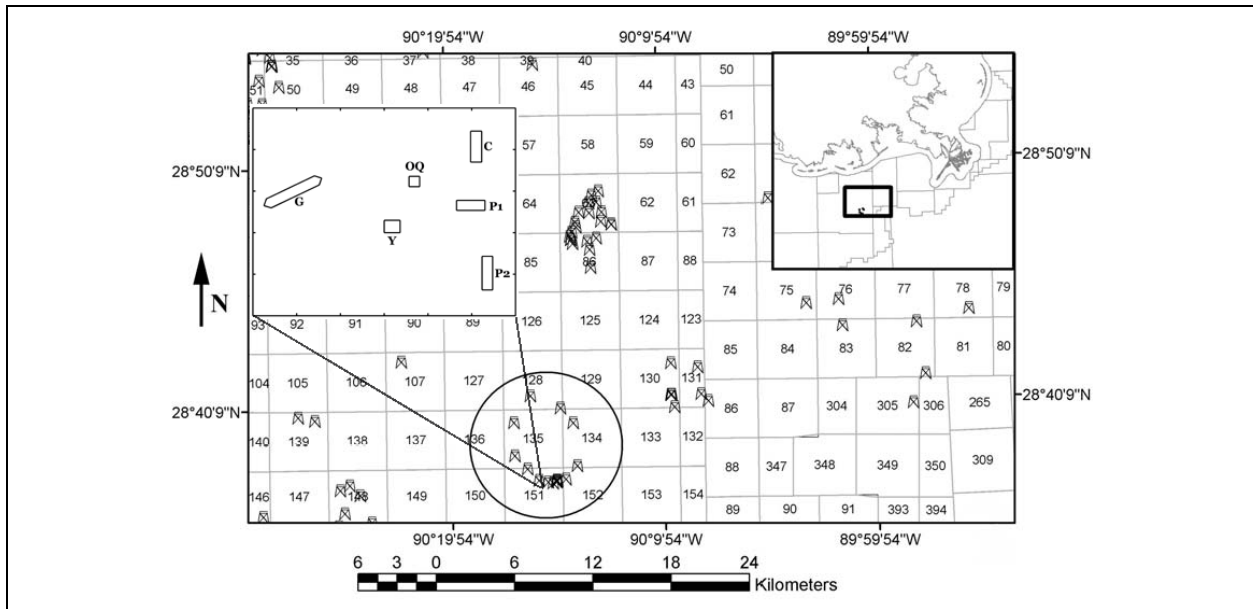 90°19'54"W 90°9'54"W 89°59'54"W
35 36 37 38 39 40
51 50 49 48 47 46 45 44 43 50
61
C 57 58 59 60
28°50'9"N OQ 28°50'9"N
62
G P1 64 63 62 61
Y 73
P2 85 86 87 88
74 75 76 77 78 79
N
93 92 91 90 89 126 125 124 123
85 84 83 82 81 80
104 105 106 107 127 128 129 130 131
28°40'9"N 86 87 304 305 306 265 28°40'9"N
140 139 138 137 136 135 134 133 132
88 347 348 349 350 309
146 147 148 149 150 151 152 153 154
89 90 91 393 394
90°19'54"W 90°9'54"W 89°59'54"W
6 3 0 6 12 18 24
Kilometers